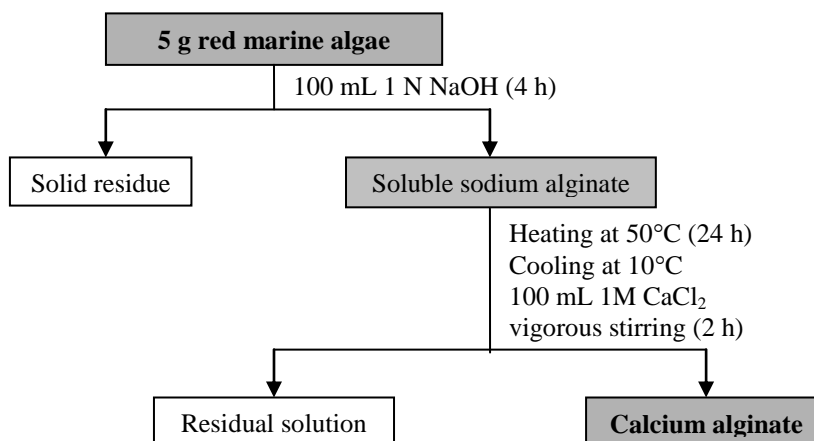 5 g red marine algae
100 mL 1 N NaOH (4 h)
Solid residue
Soluble sodium alginate
Heating at 50°C (24 h)
Cooling at 10°C
100 mL 1M CaCl₂
vigorous stirring (2 h)
Residual solution
Calcium alginate